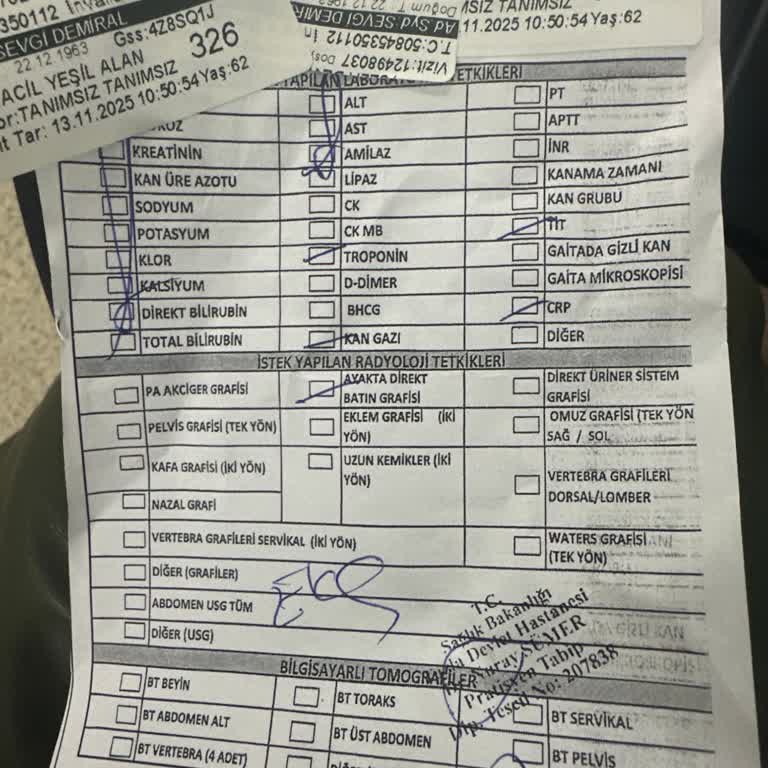 350112
SEVGİ DEMİRAL
22.12.1963 Gss:4Z8SQ1J
ACİL YEŞİL ALAN 326
or:TANIMSIZ TANIMSIZ
Tar: 13.11.2025 10:50:54 Yaş:62
Ad Syd SEVGİ DEMİR
T.C:50845350112
Vizit:12498037
MSIZ TANIMSIZ
.11.2025 10:50:54 Yaş:62
YAPILAN LABORA TETKİKLERİ
ALT PT
AST APTT
KREATİNİN AMİLAZ İNR
KAN ÜRE AZOTU LİPAZ KANAMA ZAMANI
SODYUM CK KAN GRUBU
POTASYUM CK MB TİT
KLOR TROPONİN GAİTADA GİZLİ KAN
KALSİYUM D-DİMER GAİTA MİKROSKOPİSİ
DİREKT BİLİRUBİN BHCG CRP
TOTAL BİLİRUBİN KAN GAZI DİĞER
İSTEK YAPILAN RADYOLOJİ TETKİKLERİ
PA AKCİGER GRAFİSİ AYAKTA DİREKT BATIN GRAFİSİ DİREKT ÜRİNER SİSTEM GRAFİSİ
PELVİS GRAFİSİ (TEK YÖN) EKLEM GRAFİSİ (İKİ YÖN) OMUZ GRAFİSİ (TEK YÖN SAĞ / SOL
KAFA GRAFİSİ (İKİ YÖN) UZUN KEMİKLER (İKİ YÖN) VERTEBRA GRAFİLERİ DORSAL/LOMBER
NAZAL GRAFİ
VERTEBRA GRAFİLERİ SERVİKAL (İKİ YÖN) WATERS GRAFİSİ (TEK YÖN)
DİĞER (GRAFİLER)
ABDOMEN USG TÜM
DİĞER (USG)
T.C.
Sağlık Bakanlığı
Devlet Hastanesi
SÜMER
Pratisyen Tabip
Dip. Tescil No: 207838
BİLGİSAYARLI TOMOGRAFİLER
BT BEYİN BT TORAKS BT SERVİKAL
BT ABDOMEN ALT BT ÜST ABDOMEN BT PELVİS
BT VERTEBRA (4 ADET)